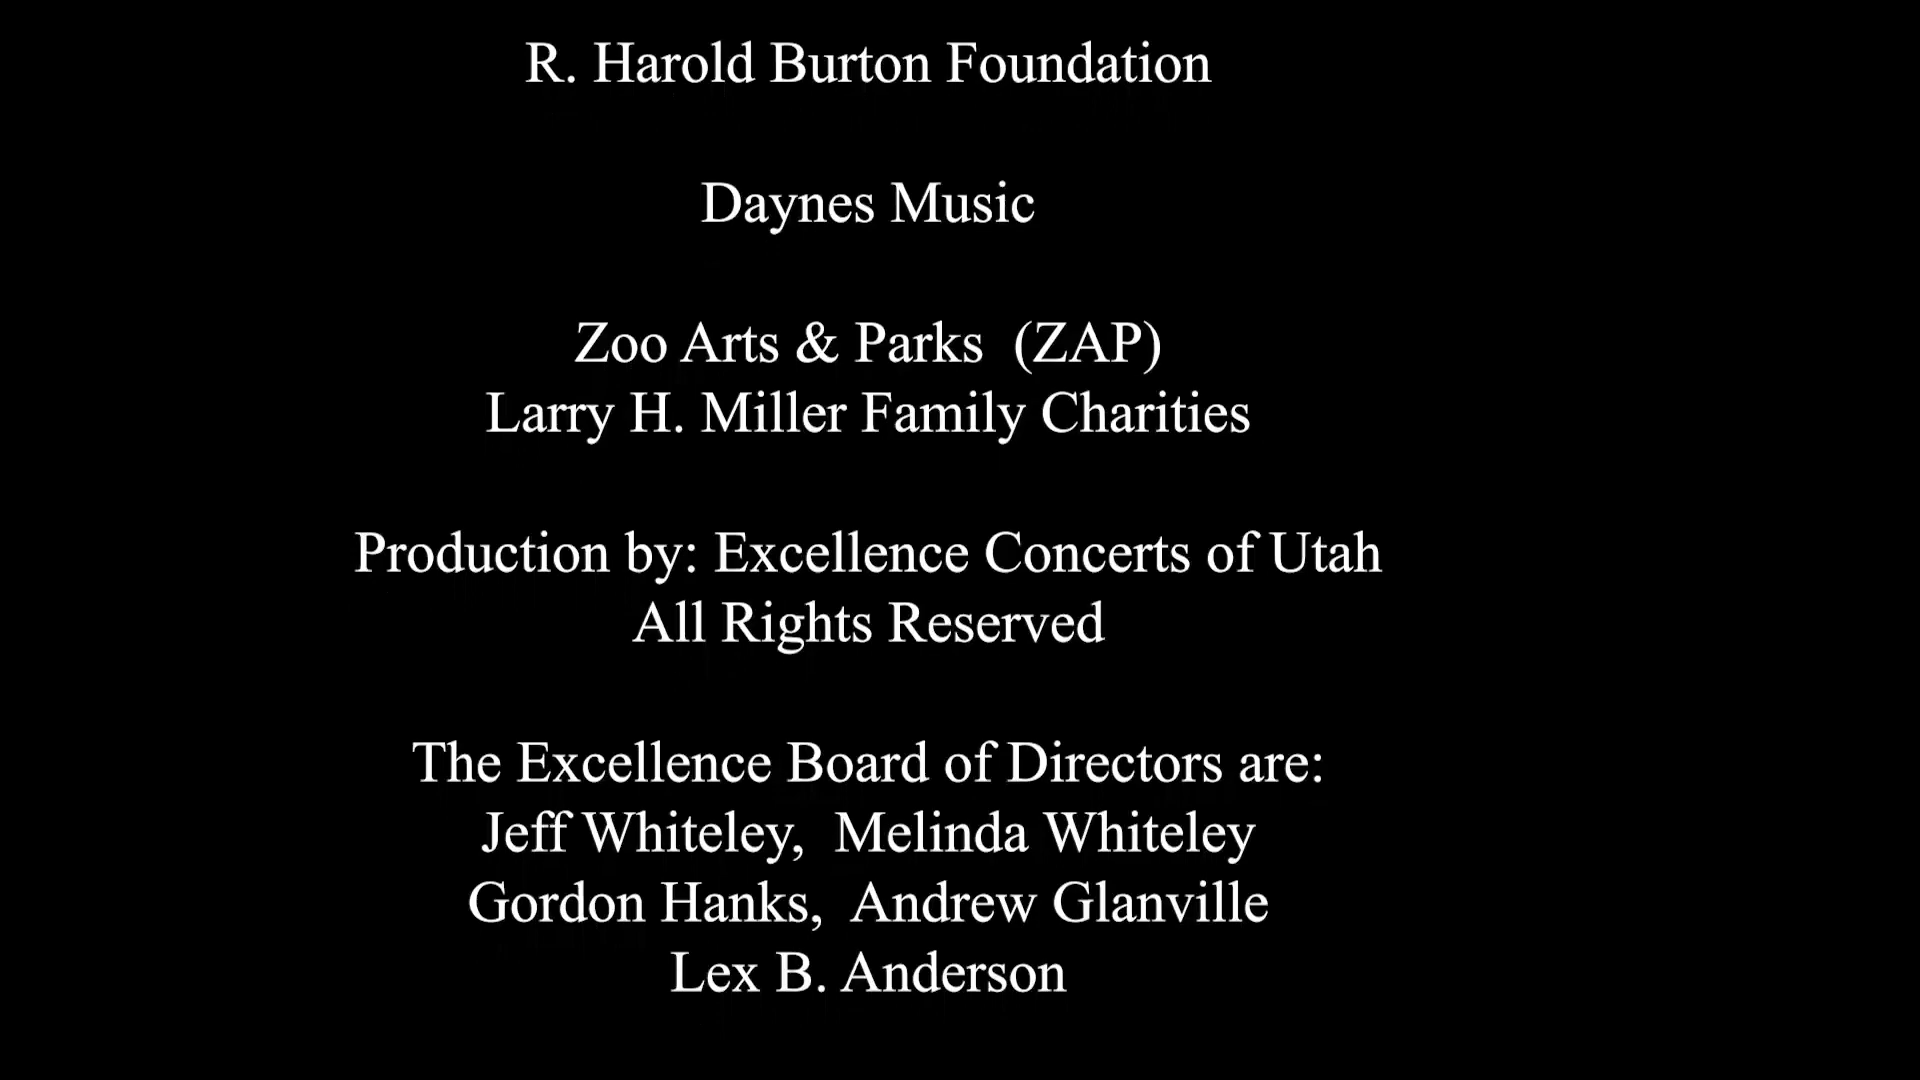 R. Harold Burton Foundation
Daynes Music
Zoo Arts & Parks  (ZAP)
Larry H. Miller Family Charities
Production by: Excellence Concerts of Utah
All Rights Reserved
The Excellence Board of Directors are:
Jeff Whiteley,  Melinda Whiteley
Gordon Hanks,  Andrew Glanville
Lex B. Anderson